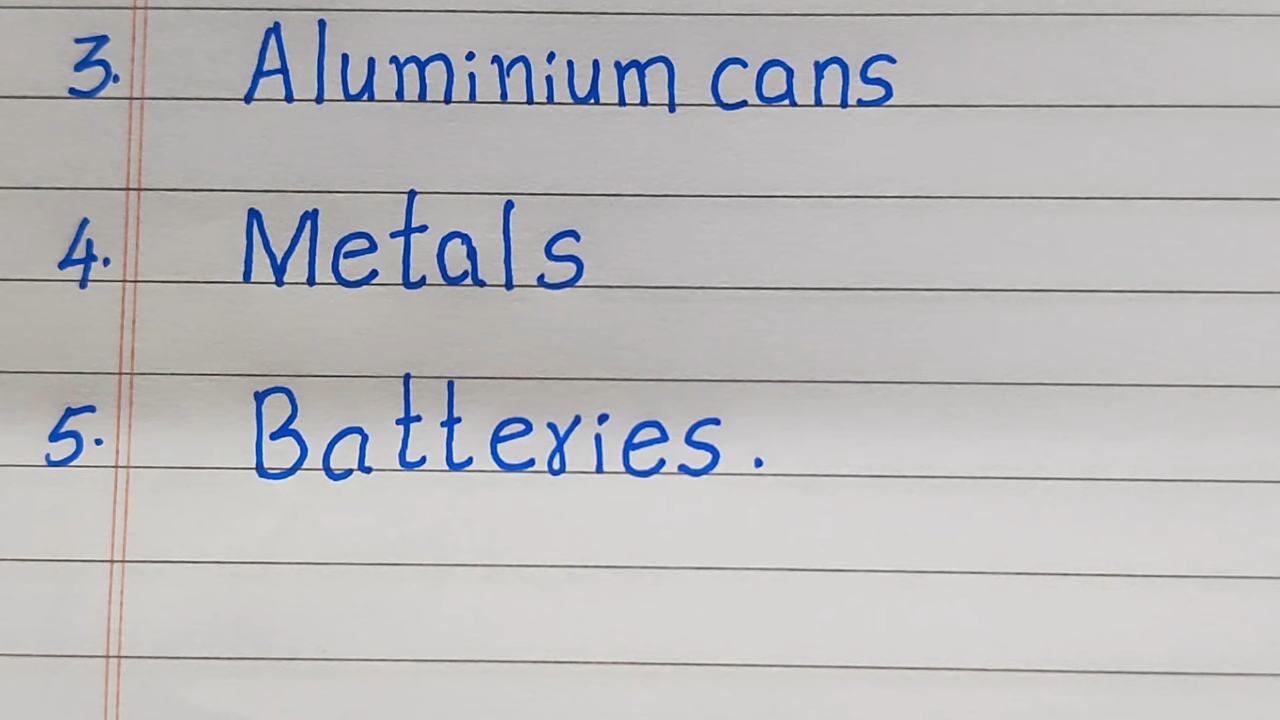 3. Aluminium cans
4. Metals
5. Batteries.